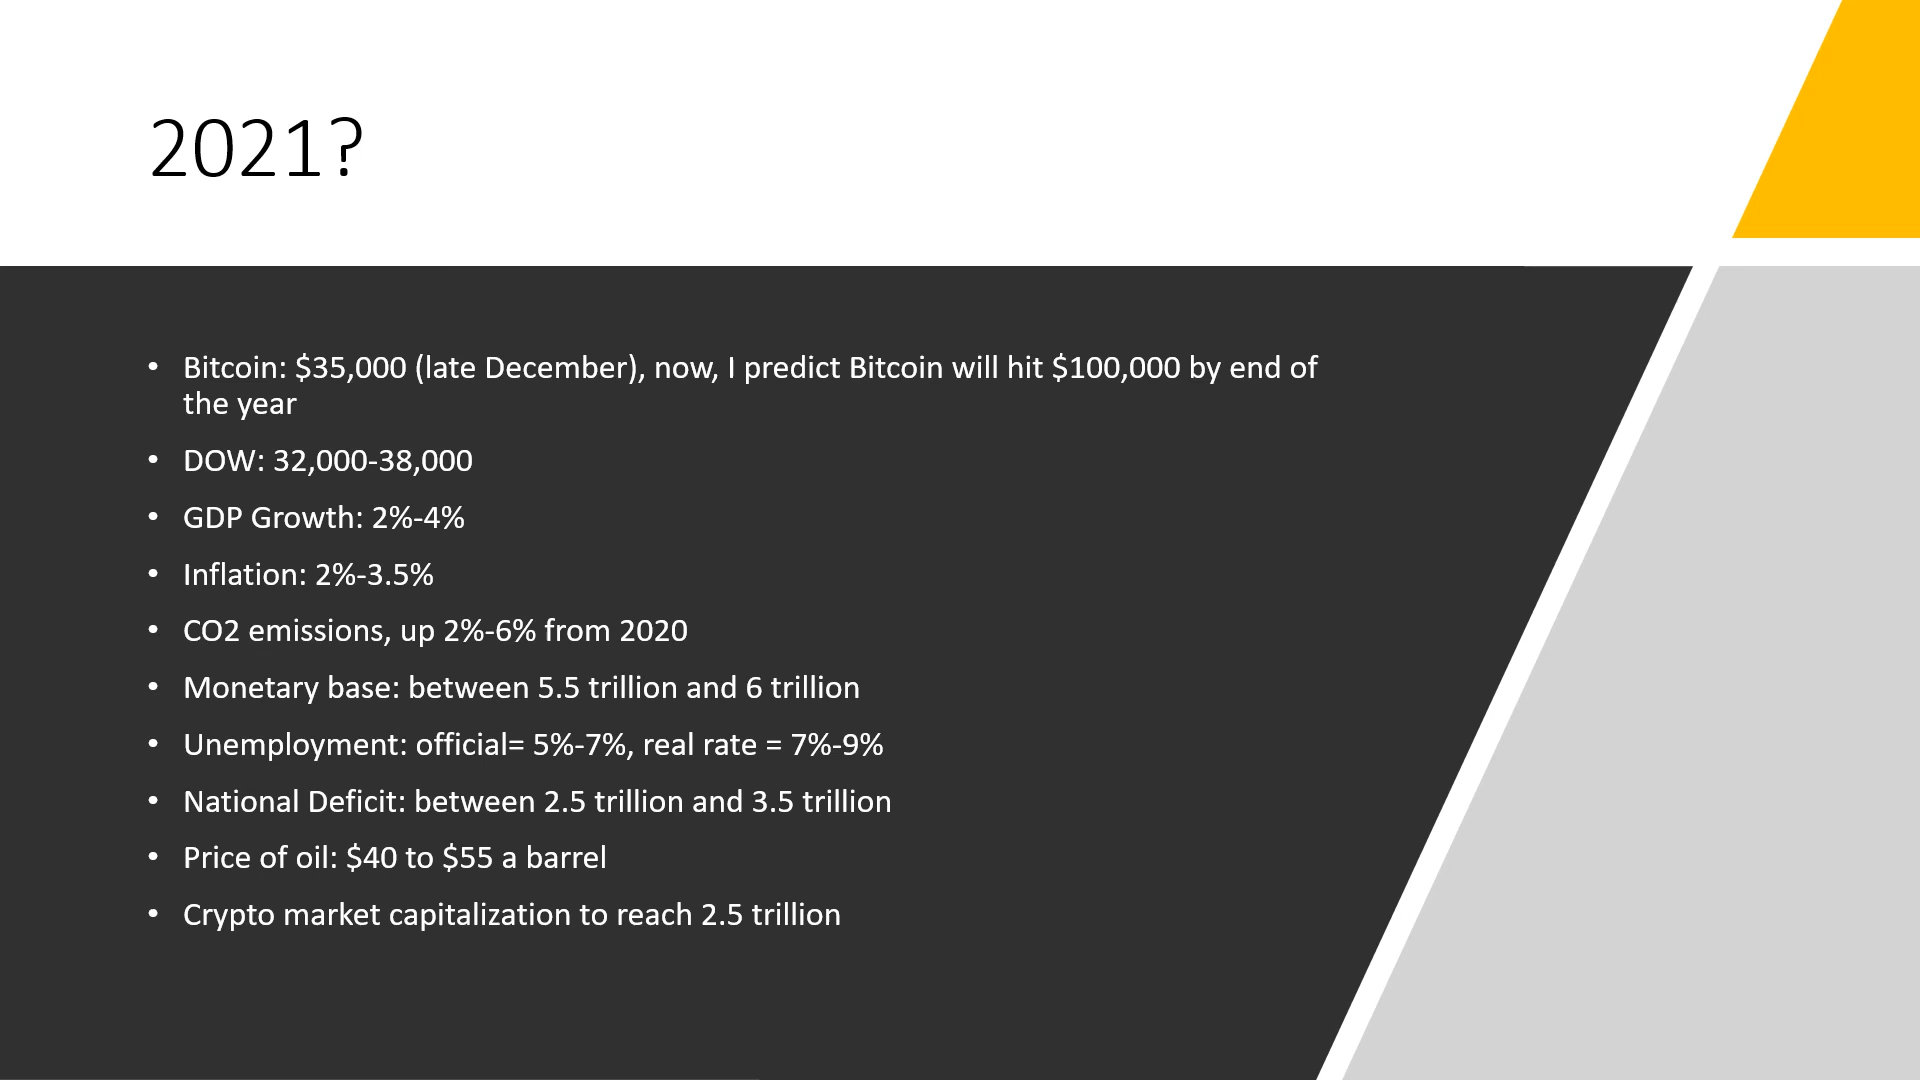 2021?
• Bitcoin: $35,000 (late December), now, I predict Bitcoin will hit $100,000 by end of
the year
• DOW: 32,000-38,000
• GDP Growth: 2%-4%
• Inflation: 2%-3.5%
• CO2 emissions, up 2%-6% from 2020
• Monetary base: between 5.5 trillion and 6 trillion
• Unemployment: official= 5%-7%, real rate = 7%-9%
• National Deficit: between 2.5 trillion and 3.5 trillion
• Price of oil: $40 to $55 a barrel
• Crypto market capitalization to reach 2.5 trillion